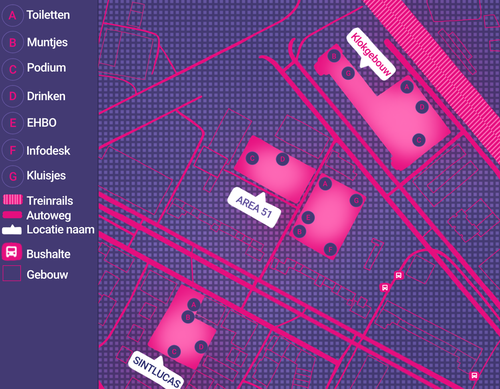 A Toiletten
B Muntjes
C Podium
D Drinken
E EHBO
F Infodesk
G Kluisjes
Treinrails
Autoweg
Locatie naam
Bushalte
Gebouw
Klokgebouw
AREA 51
SINTLUCAS